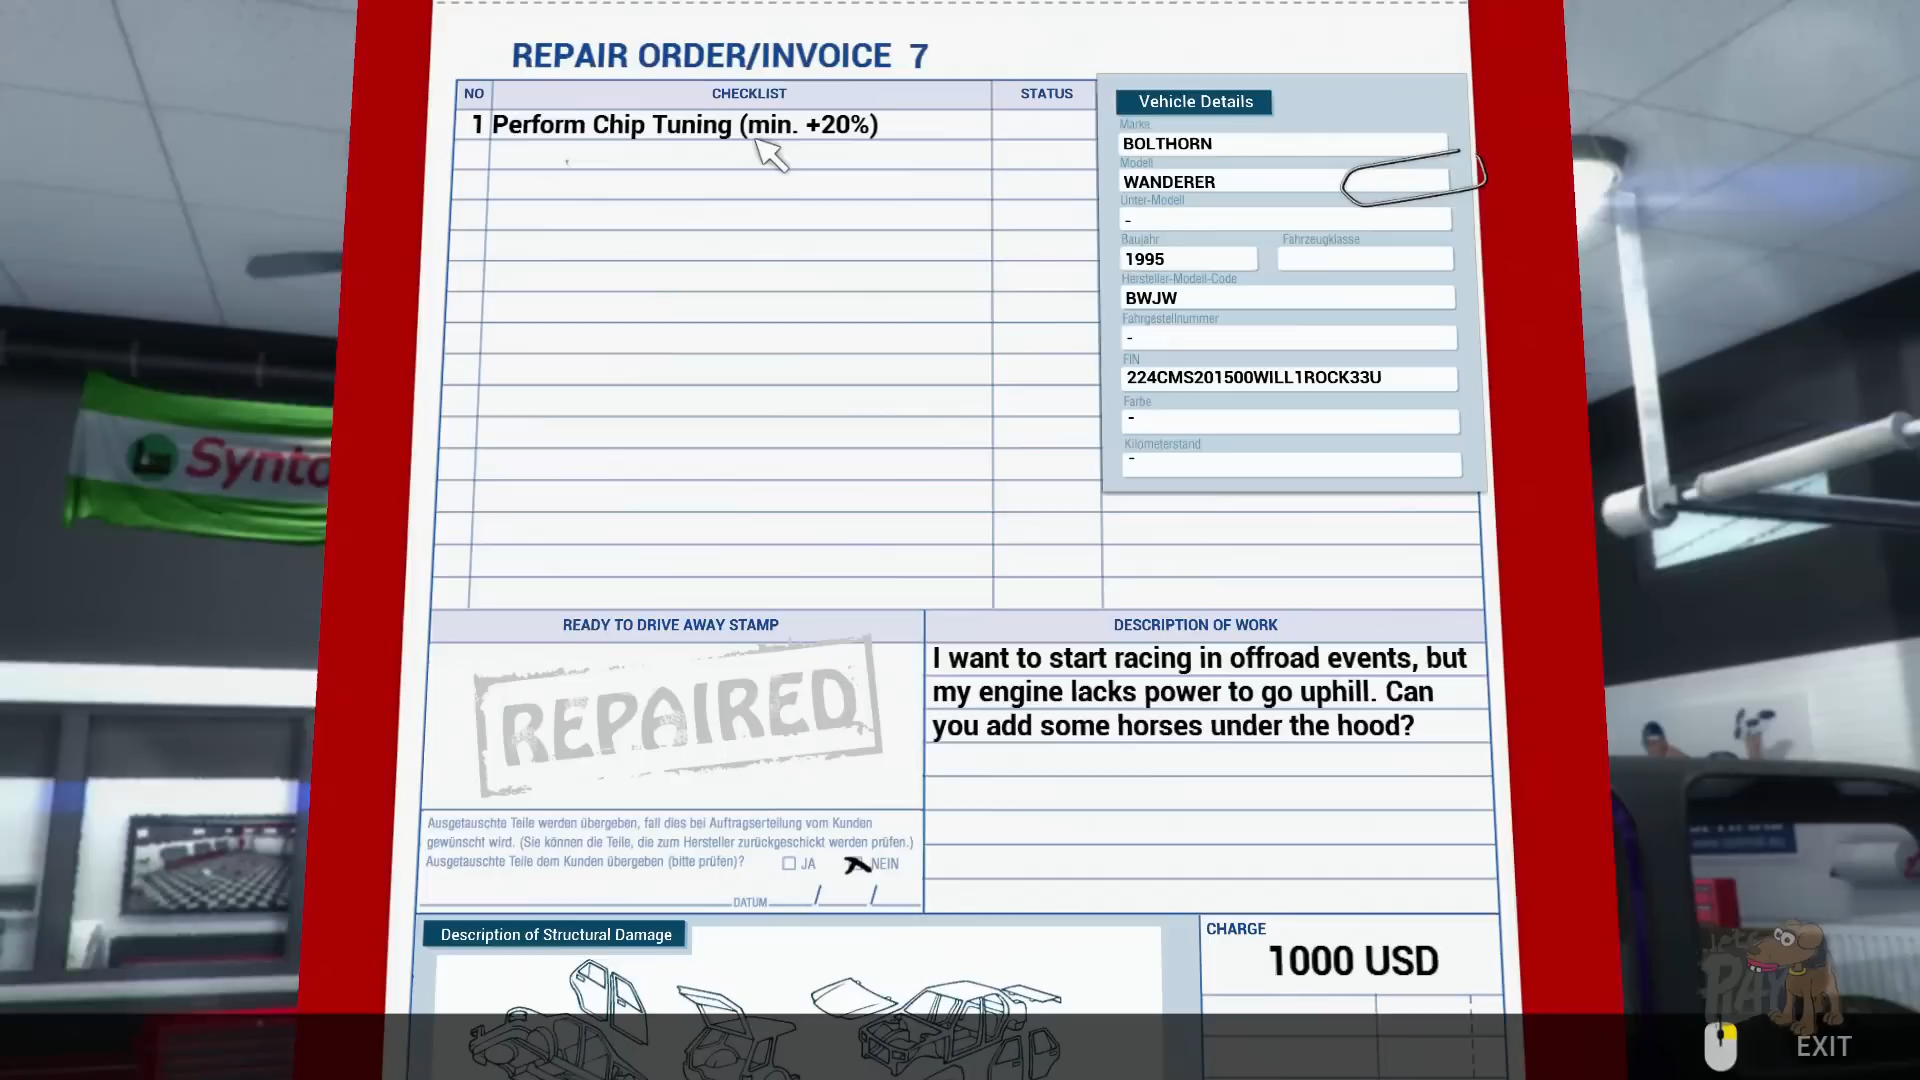 REPAIR ORDER/INVOICE 7
NO CHECKLIST STATUS
1 Perform Chip Tuning (min. +20%)
Vehicle Details
Marke
BOLTHORN
Modell
WANDERER
Unter-Modell
-
Baujahr Fahrzeugklasse
1995
Hersteller-Modell-Code
BWJW
Fahrgestellnummer
-
FIN
224CMS201500WILL1ROCK33U
Farbe
-
Kilometerstand
-
Synto
READY TO DRIVE AWAY STAMP
REPAIRED
DESCRIPTION OF WORK
I want to start racing in offroad events, but
my engine lacks power to go uphill. Can
you add some horses under the hood?
Ausgetauschte Teile werden übergeben, fall dies bei Auftragserteilung vom Kunden
gewünscht wird. (Sie können die Teile, die zum Hersteller zurückgeschickt werden prüfen.)
Ausgetauschte Teile dem Kunden übergeben (bitte prüfen)? JA NEIN
DATUM / /
Description of Structural Damage
CHARGE
1000 USD
Let's
PLAY
EXIT